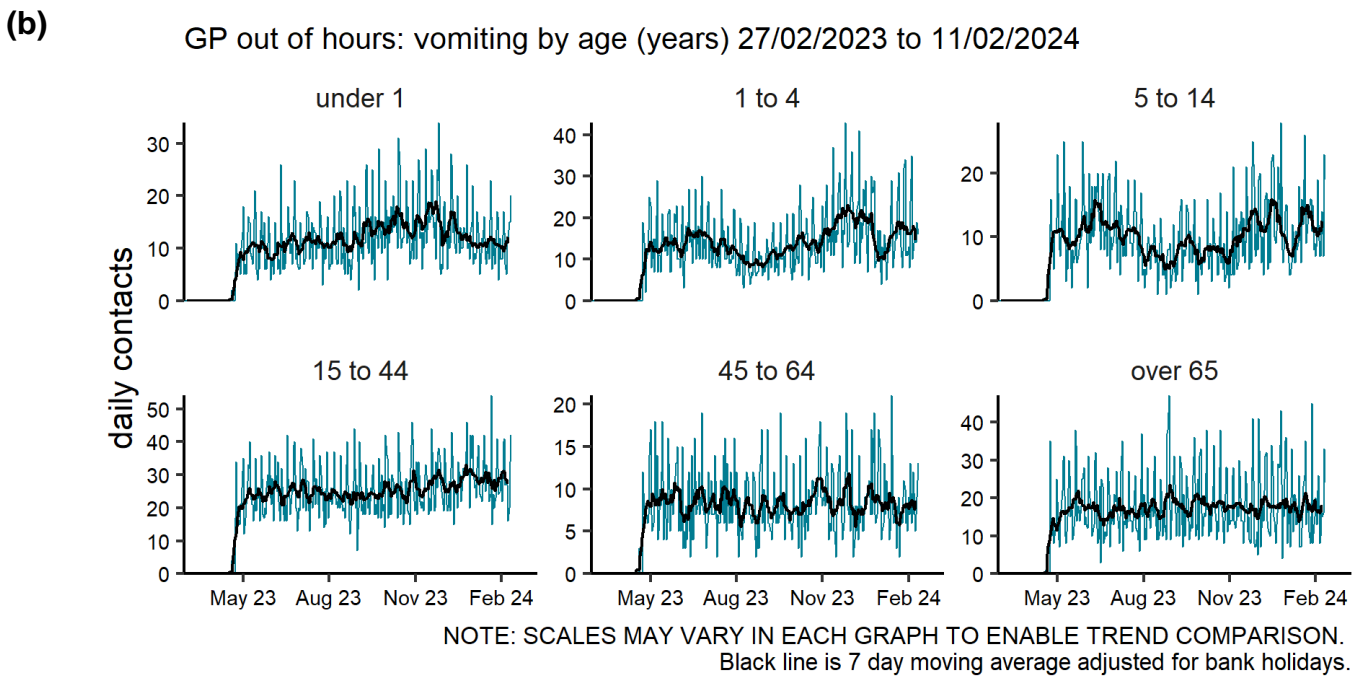 (b)
GP out of hours: vomiting by age (years) 27/02/2023 to 11/02/2024
daily contacts
under 1
30
20
10
0
1 to 4
40
30
20
10
0
5 to 14
20
10
0
15 to 44
50
40
30
20
10
0
May 23 Aug 23 Nov 23 Feb 24
45 to 64
20
15
10
5
0
May 23 Aug 23 Nov 23 Feb 24
over 65
40
30
20
10
0
May 23 Aug 23 Nov 23 Feb 24
NOTE: SCALES MAY VARY IN EACH GRAPH TO ENABLE TREND COMPARISON.
Black line is 7 day moving average adjusted for bank holidays.